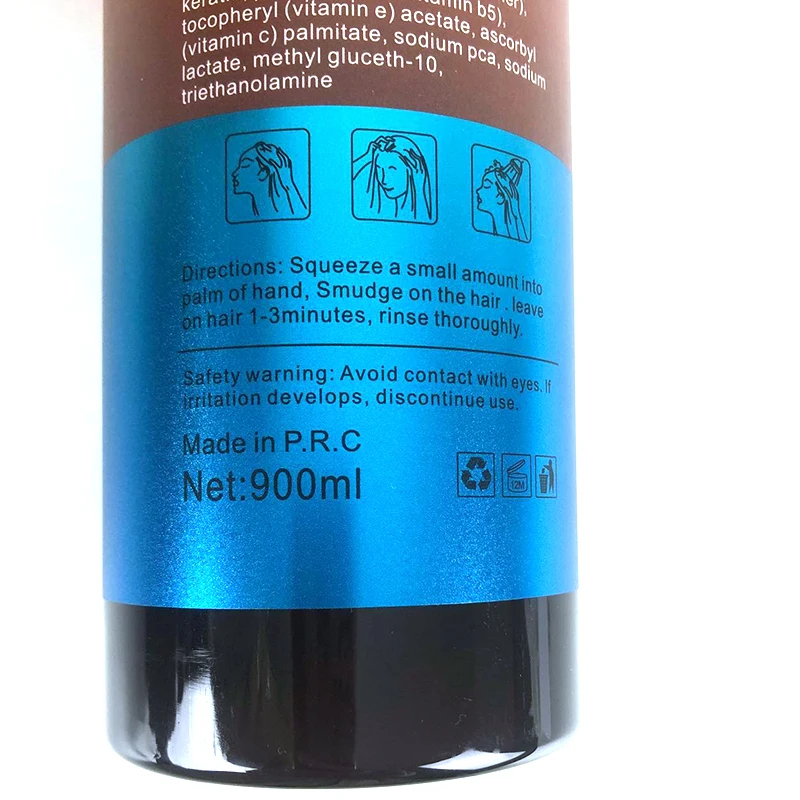 b5),
tocopheryl (vitamin e) acetate, ascorbyl
(vitamin c) palmitate, sodium pca, sodium
lactate, methyl gluceth-10,
triethanolamine
Directions: Squeeze a small amount into
palm of hand, Smudge on the hair . leave
on hair 1-3minutes, rinse thoroughly.
Safety warning: Avoid contact with eyes. If
irritation develops, discontinue use.
Made in P.R.C
Net:900ml
12M